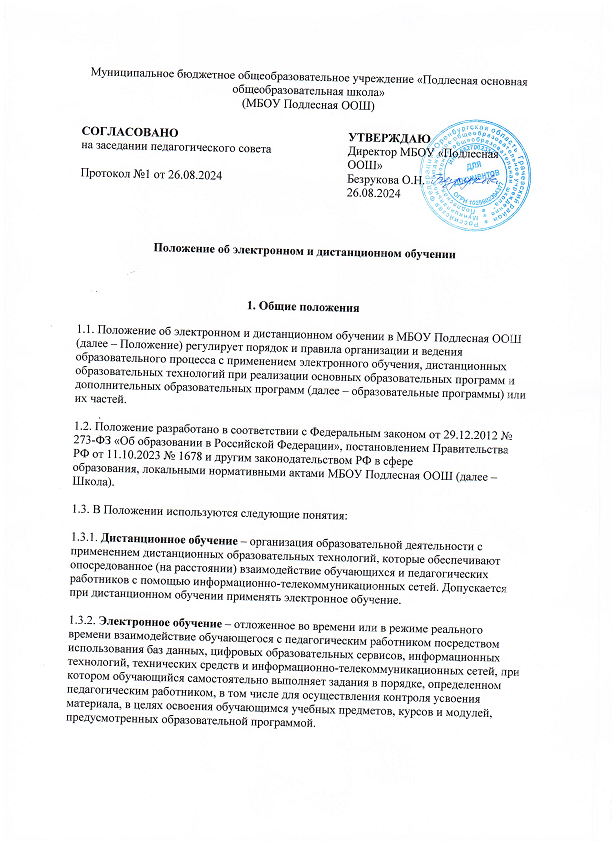 Муниципальное бюджетное общеобразовательное учреждение «Подлесная основная
общеобразовательная школа»
(МБОУ Подлесная ООШ)
СОГЛАСОВАНО
на заседании педагогического совета
Протокол №1 от 26.08.2024
УТВЕРЖДАЮ
Директор МБОУ «Подлесная
ООШ»
Безрукова О.Н.
26.08.2024
для
документов
Положение об электронном и дистанционном обучении
1. Общие положения
1.1. Положение об электронном и дистанционном обучении в МБОУ Подлесная ООШ
(далее – Положение) регулирует порядок и правила организации и ведения
образовательного процесса с применением электронного обучения, дистанционных
образовательных технологий при реализации основных образовательных программ и
дополнительных образовательных программ (далее – образовательные программы) или
их частей.
1.2. Положение разработано в соответствии с Федеральным законом от 29.12.2012 №
273-ФЗ «Об образовании в Российской Федерации», постановлением Правительства
РФ от 11.10.2023 № 1678 и другим законодательством РФ в сфере
образования, локальными нормативными актами МБОУ Подлесная ООШ (далее –
Школа).
1.3. В Положении используются следующие понятия:
1.3.1. Дистанционное обучение – организация образовательной деятельности с
применением дистанционных образовательных технологий, которые обеспечивают
опосредованное (на расстоянии) взаимодействие обучающихся и педагогических
работников с помощью информационно-телекоммуникационных сетей. Допускается
при дистанционном обучении применять электронное обучение.
1.3.2. Электронное обучение – отложенное во времени или в режиме реального
времени взаимодействие обучающегося с педагогическим работником посредством
использования баз данных, цифровых образовательных сервисов, информационных
технологий, технических средств и информационно-телекоммуникационных сетей, при
котором обучающийся самостоятельно выполняет задания в порядке, определенном
педагогическим работником, в том числе для осуществления контроля усвоения
материала, в целях освоения обучающимся учебных предметов, курсов и модулей,
предусмотренных образовательной программой.